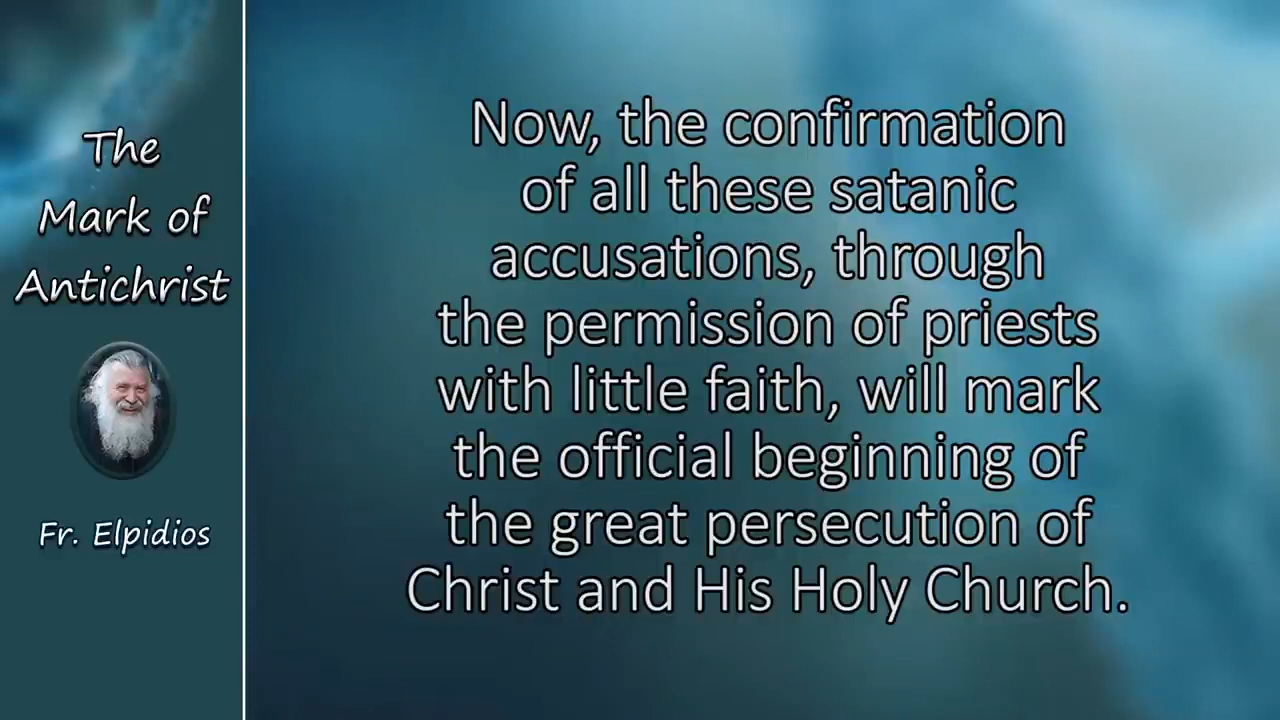 The
Mark of
Antichrist
Fr. Elpidios
Now, the confirmation
of all these satanic
accusations, through
the permission of priests
with little faith, will mark
the official beginning of
the great persecution of
Christ and His Holy Church.